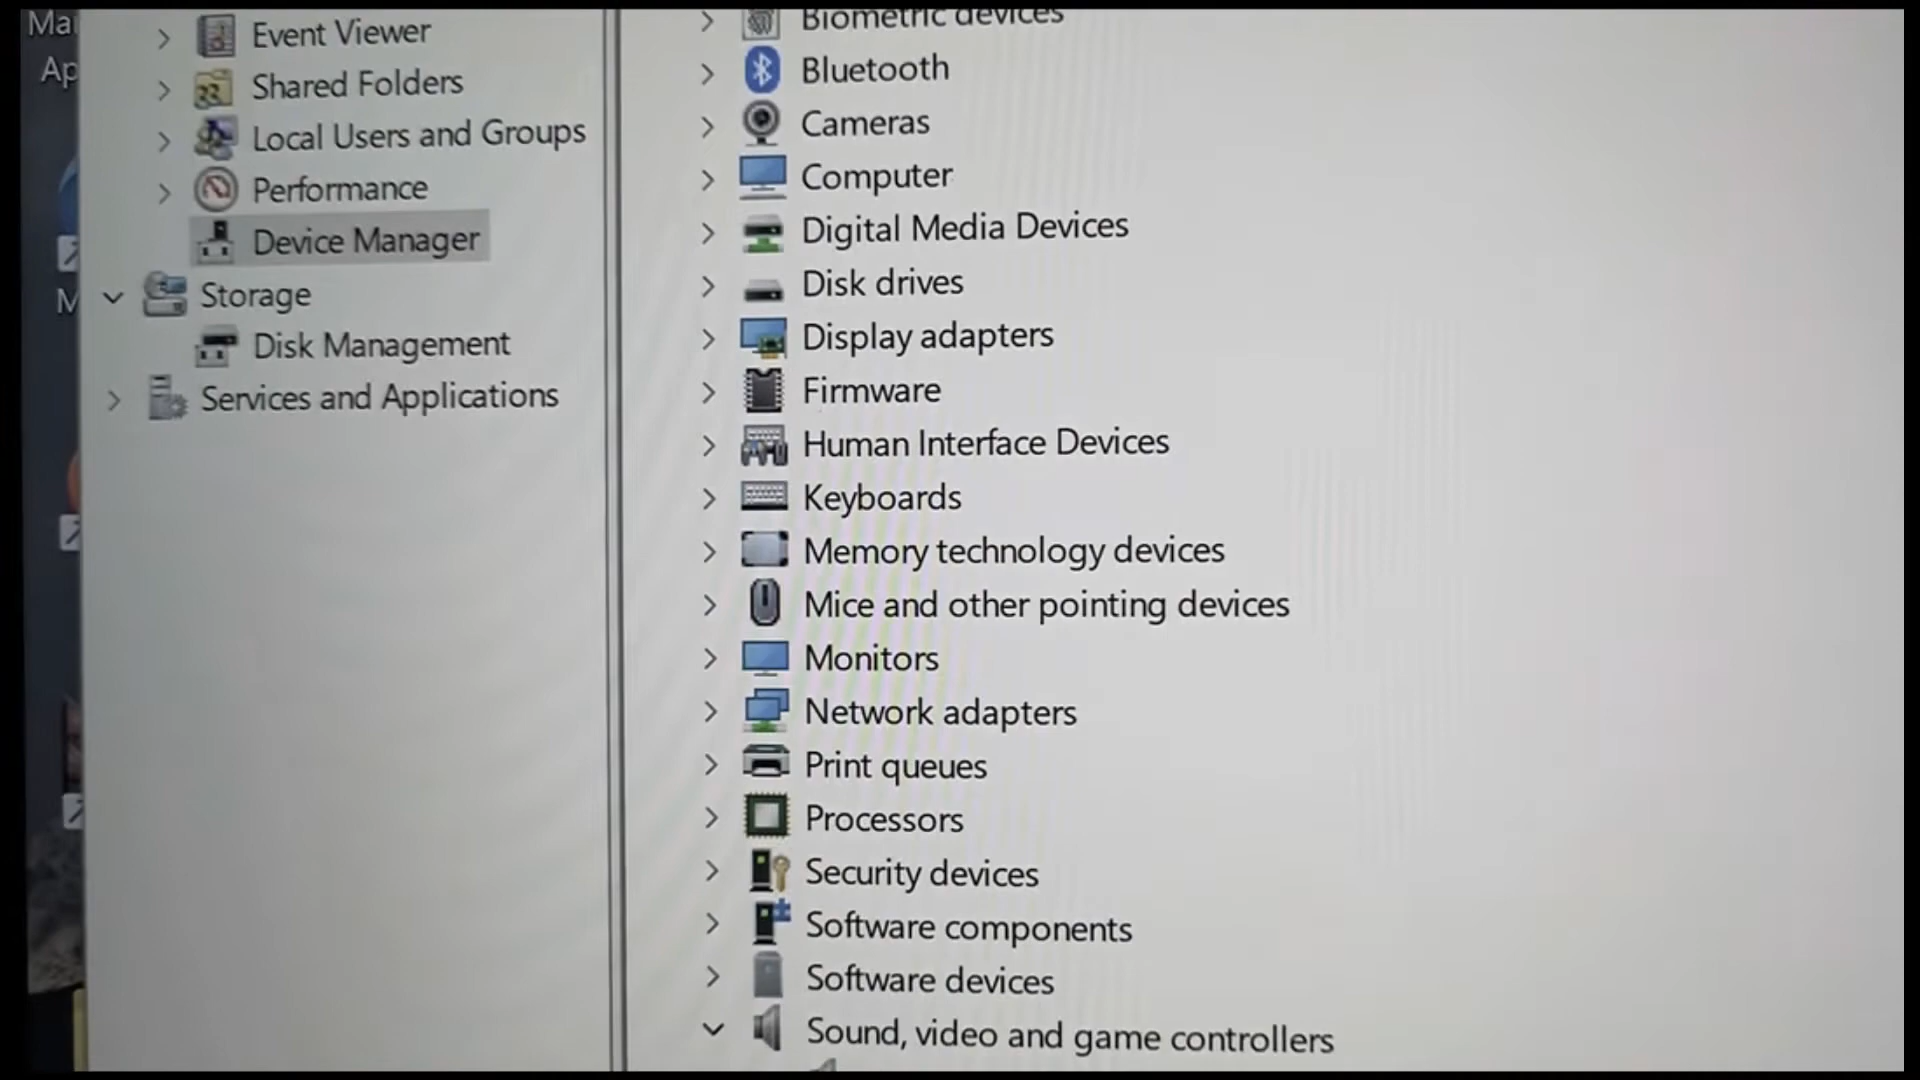 Event Viewer
Shared Folders
Local Users and Groups
Performance
Device Manager
Storage
Disk Management
Services and Applications
Biometric devices
Bluetooth
Cameras
Computer
Digital Media Devices
Disk drives
Display adapters
Firmware
Human Interface Devices
Keyboards
Memory technology devices
Mice and other pointing devices
Monitors
Network adapters
Print queues
Processors
Security devices
Software components
Software devices
Sound, video and game controllers